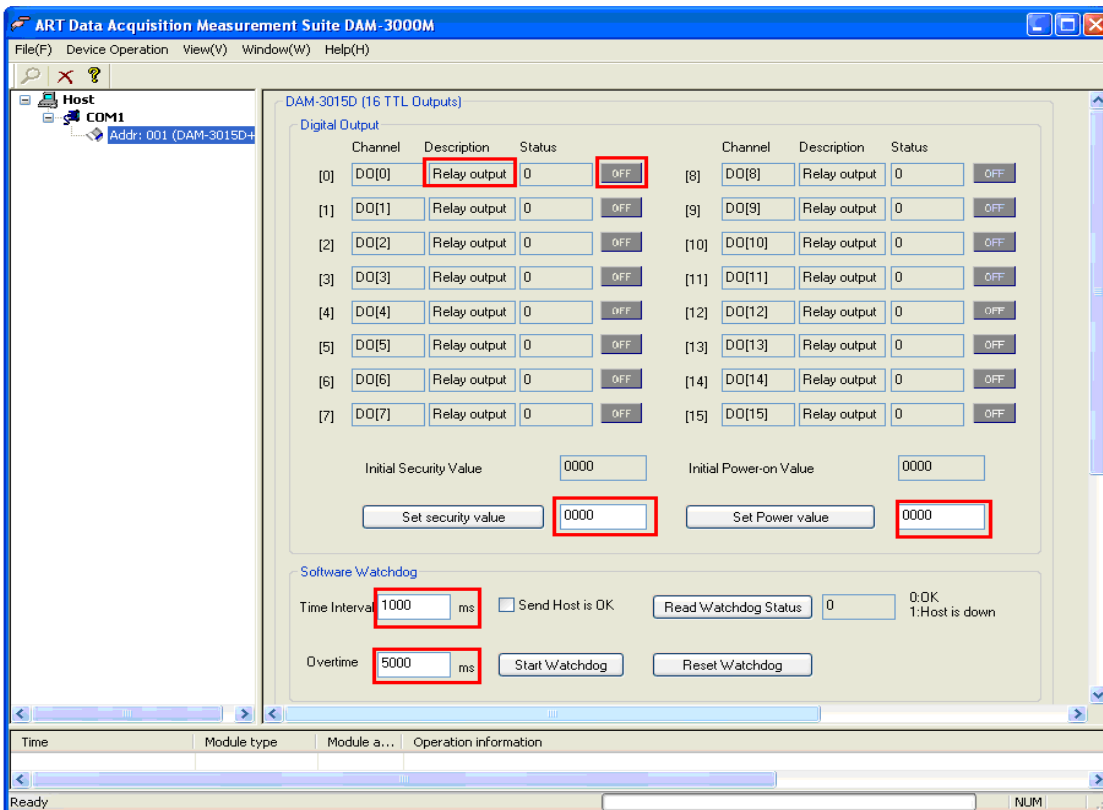 ART Data Acquisition Measurement Suite DAM-3000M
File(F) Device Operation View(V) Window(W) Help(H)
Host
COM1
Addr: 001 (DAM-3015D+
DAM-3015D (16 TTL Outputs)
Digital Output
Channel Description Status Channel Description Status
[0] DO[0] Relay output 0 OFF [8] DO[8] Relay output 0 OFF
[1] DO[1] Relay output 0 OFF [9] DO[9] Relay output 0 OFF
[2] DO[2] Relay output 0 OFF [10] DO[10] Relay output 0 OFF
[3] DO[3] Relay output 0 OFF [11] DO[11] Relay output 0 OFF
[4] DO[4] Relay output 0 OFF [12] DO[12] Relay output 0 OFF
[5] DO[5] Relay output 0 OFF [13] DO[13] Relay output 0 OFF
[6] DO[6] Relay output 0 OFF [14] DO[14] Relay output 0 OFF
[7] DO[7] Relay output 0 OFF [15] DO[15] Relay output 0 OFF
Initial Security Value 0000 Initial Power-on Value 0000
Set security value 0000 Set Power value 0000
Software Watchdog
Time Interval 1000 ms Send Host is OK Read Watchdog Status 0 0:OK
1:Host is down
Overtime 5000 ms Start Watchdog Reset Watchdog
Time Module type Module a... Operation information
Ready NUM